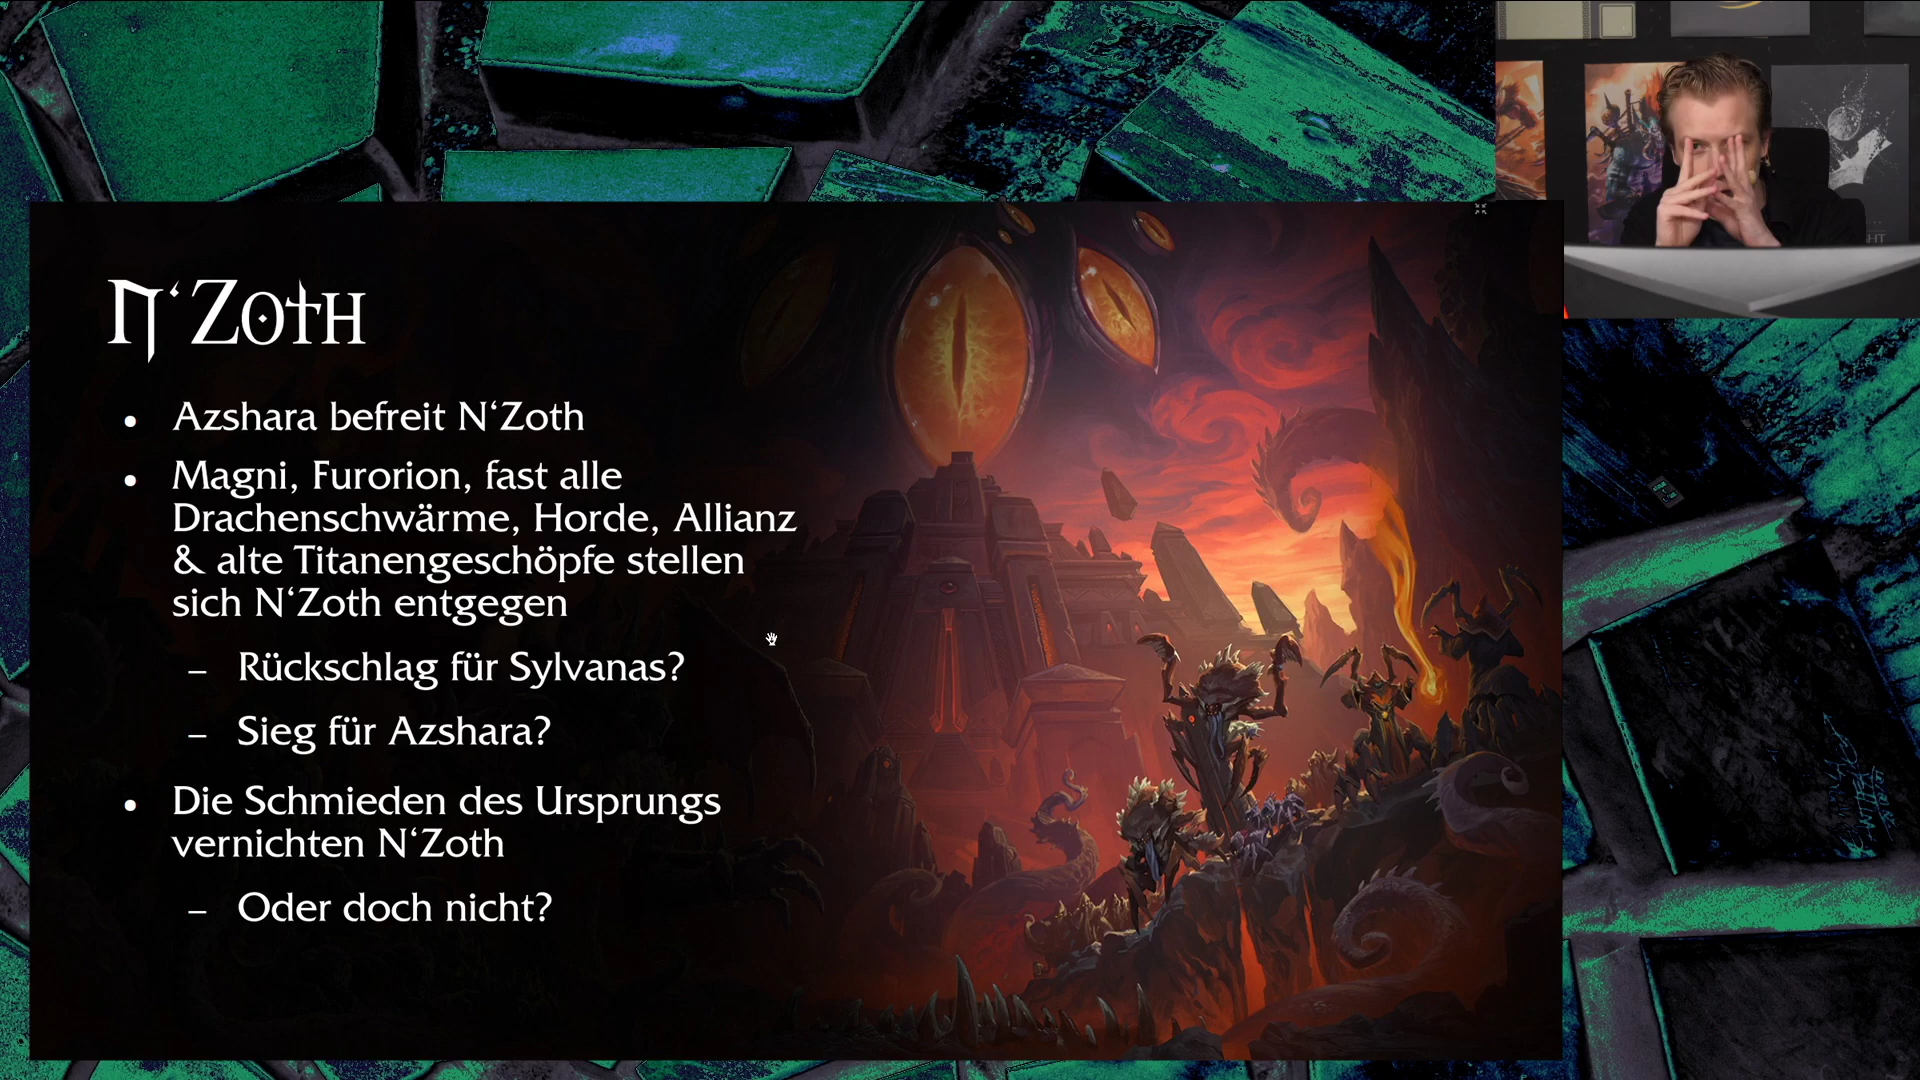 N‘Zoth
• Azshara befreit N‘Zoth
• Magni, Furorion, fast alle
Drachenschwärme, Horde, Allianz
& alte Titanengeschöpfe stellen
sich N‘Zoth entgegen
– Rückschlag für Sylvanas?
– Sieg für Azshara?
• Die Schmieden des Ursprungs
vernichten N‘Zoth
– Oder doch nicht?